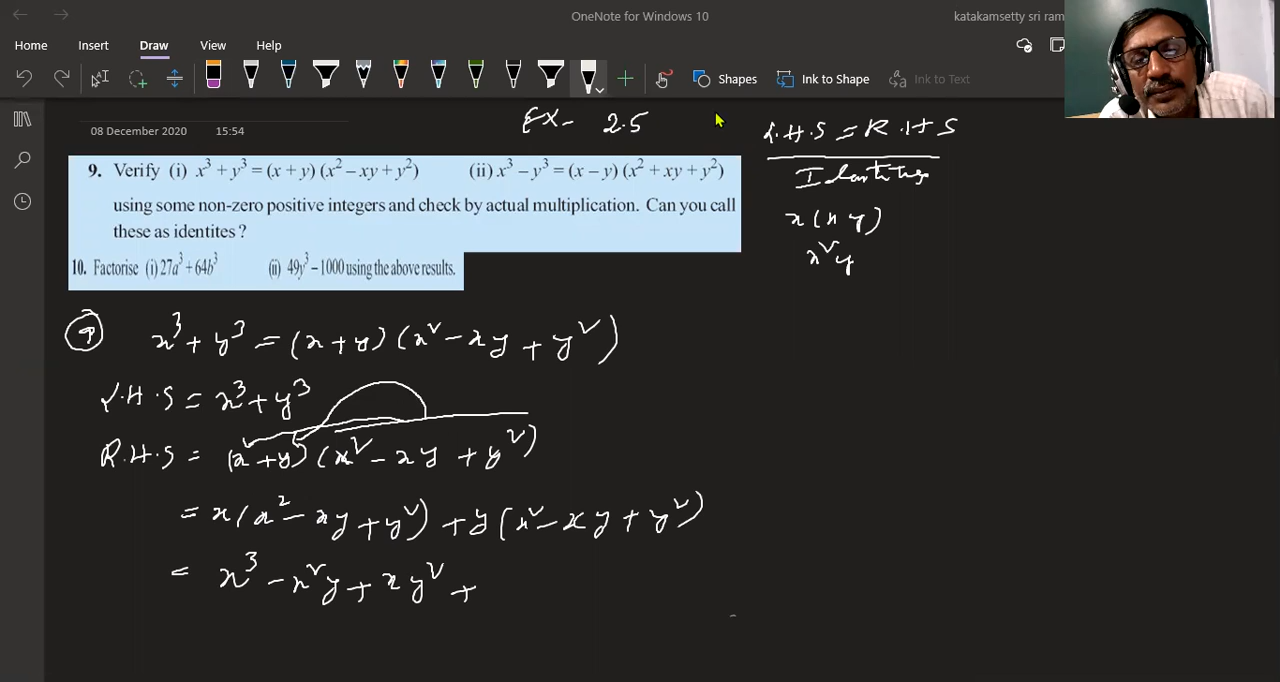 OneNote for Windows 10
katakamsetty sri ram
Home Insert Draw View Help
Shapes Ink to Shape Ink to Text
08 December 2020 15:54
Ex- 2.5
L.H.S = R.H.S
Identities
x(xy)
x²y
9. Verify (i) x³ + y³ = (x + y) (x² – xy + y²) (ii) x³ – y³ = (x – y) (x² + xy + y²)
using some non-zero positive integers and check by actual multiplication. Can you call
these as identites ?
10. Factorise (i) 27a³ + 64b³ (ii) 49y³ – 1000 using the above results.
9 x³ + y³ = (x+y) (x² – xy + y²)
L.H.S = x³ + y³
R.H.S = (x+y) (x² – xy + y²)
= x(x² – xy + y²) + y(x² – xy + y²)
= x³ – x²y + xy² +